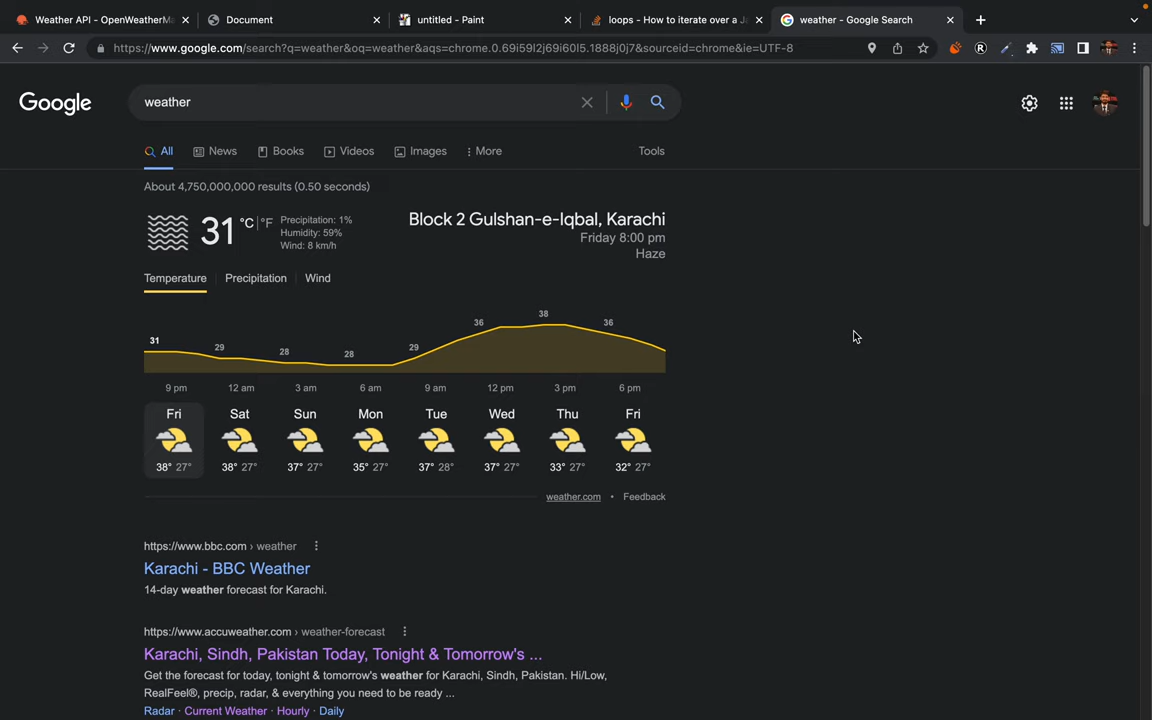 Weather API - OpenWeatherMa
Document
untitled - Paint
loops - How to iterate over a Ja
weather - Google Search
https://www.google.com/search?q=weather&oq=weather&aqs=chrome.0.69i59l2j69i60l5.1888j0j7&sourceid=chrome&ie=UTF-8
Google
weather
All
News
Books
Videos
Images
More
Tools
About 4,750,000,000 results (0.50 seconds)
31 °C | °F
Precipitation: 1%
Humidity: 59%
Wind: 8 km/h
Block 2 Gulshan-e-Iqbal, Karachi
Friday 8:00 pm
Haze
Temperature
Precipitation
Wind
31 29 28 28 29 36 38 36
9 pm 12 am 3 am 6 am 9 am 12 pm 3 pm 6 pm
Fri Sat Sun Mon Tue Wed Thu Fri
38° 27° 38° 27° 37° 27° 35° 27° 37° 28° 37° 27° 33° 27° 32° 27°
weather.com • Feedback
https://www.bbc.com › weather
Karachi - BBC Weather
14-day weather forecast for Karachi.
https://www.accuweather.com › weather-forecast
Karachi, Sindh, Pakistan Today, Tonight & Tomorrow's ...
Get the forecast for today, tonight & tomorrow's weather for Karachi, Sindh, Pakistan. Hi/Low,
RealFeel®, precip, radar, & everything you need to be ready ...
Radar · Current Weather · Hourly · Daily